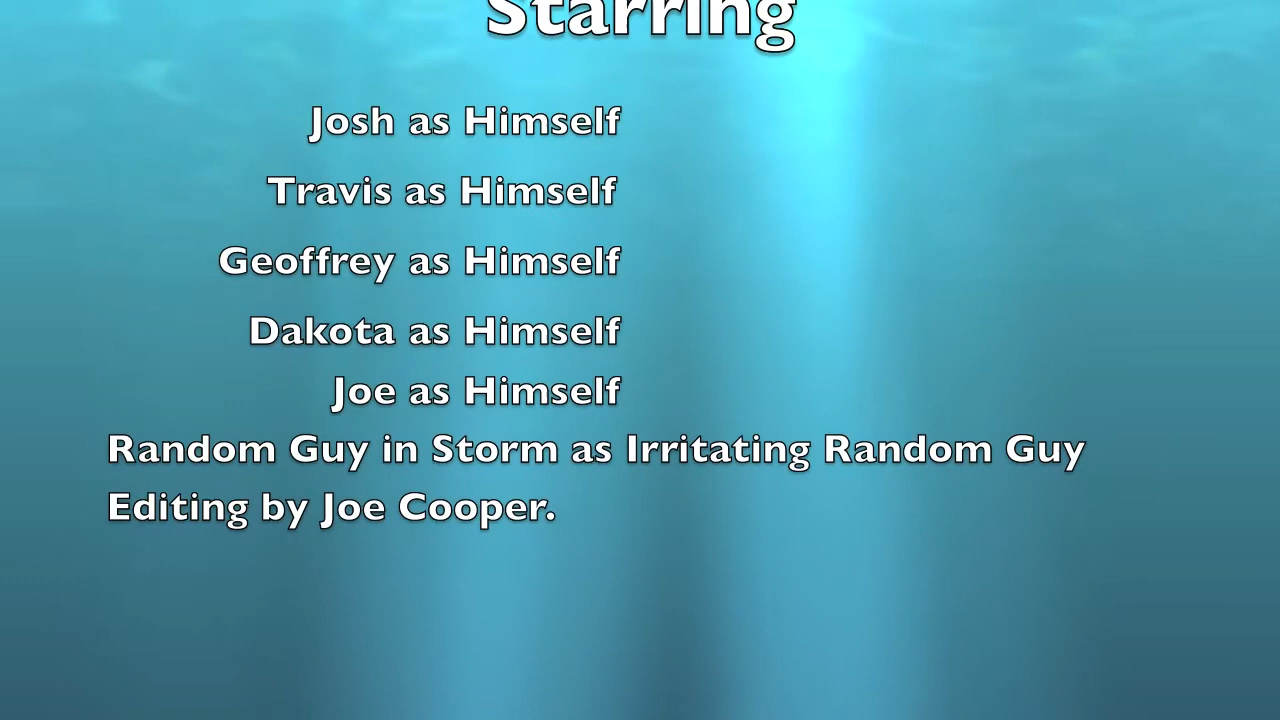 Starring
Josh as Himself
Travis as Himself
Geoffrey as Himself
Dakota as Himself
Joe as Himself
Random Guy in Storm as Irritating Random Guy
Editing by Joe Cooper.